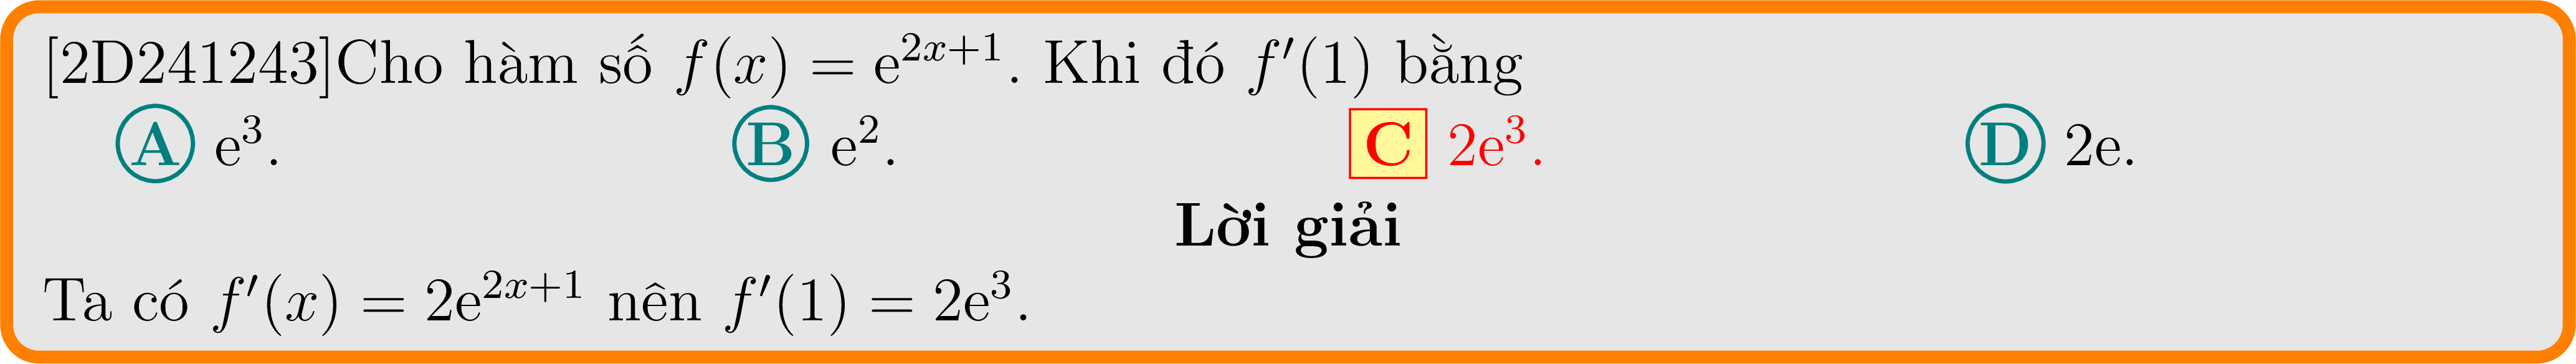 [2D241243]Cho hàm số f(x) = e^{2x+1}. Khi đó f′(1) bằng
A e^3. B e^2. C 2e^3. D 2e.
Lời giải
Ta có f′(x) = 2e^{2x+1} nên f′(1) = 2e^3.